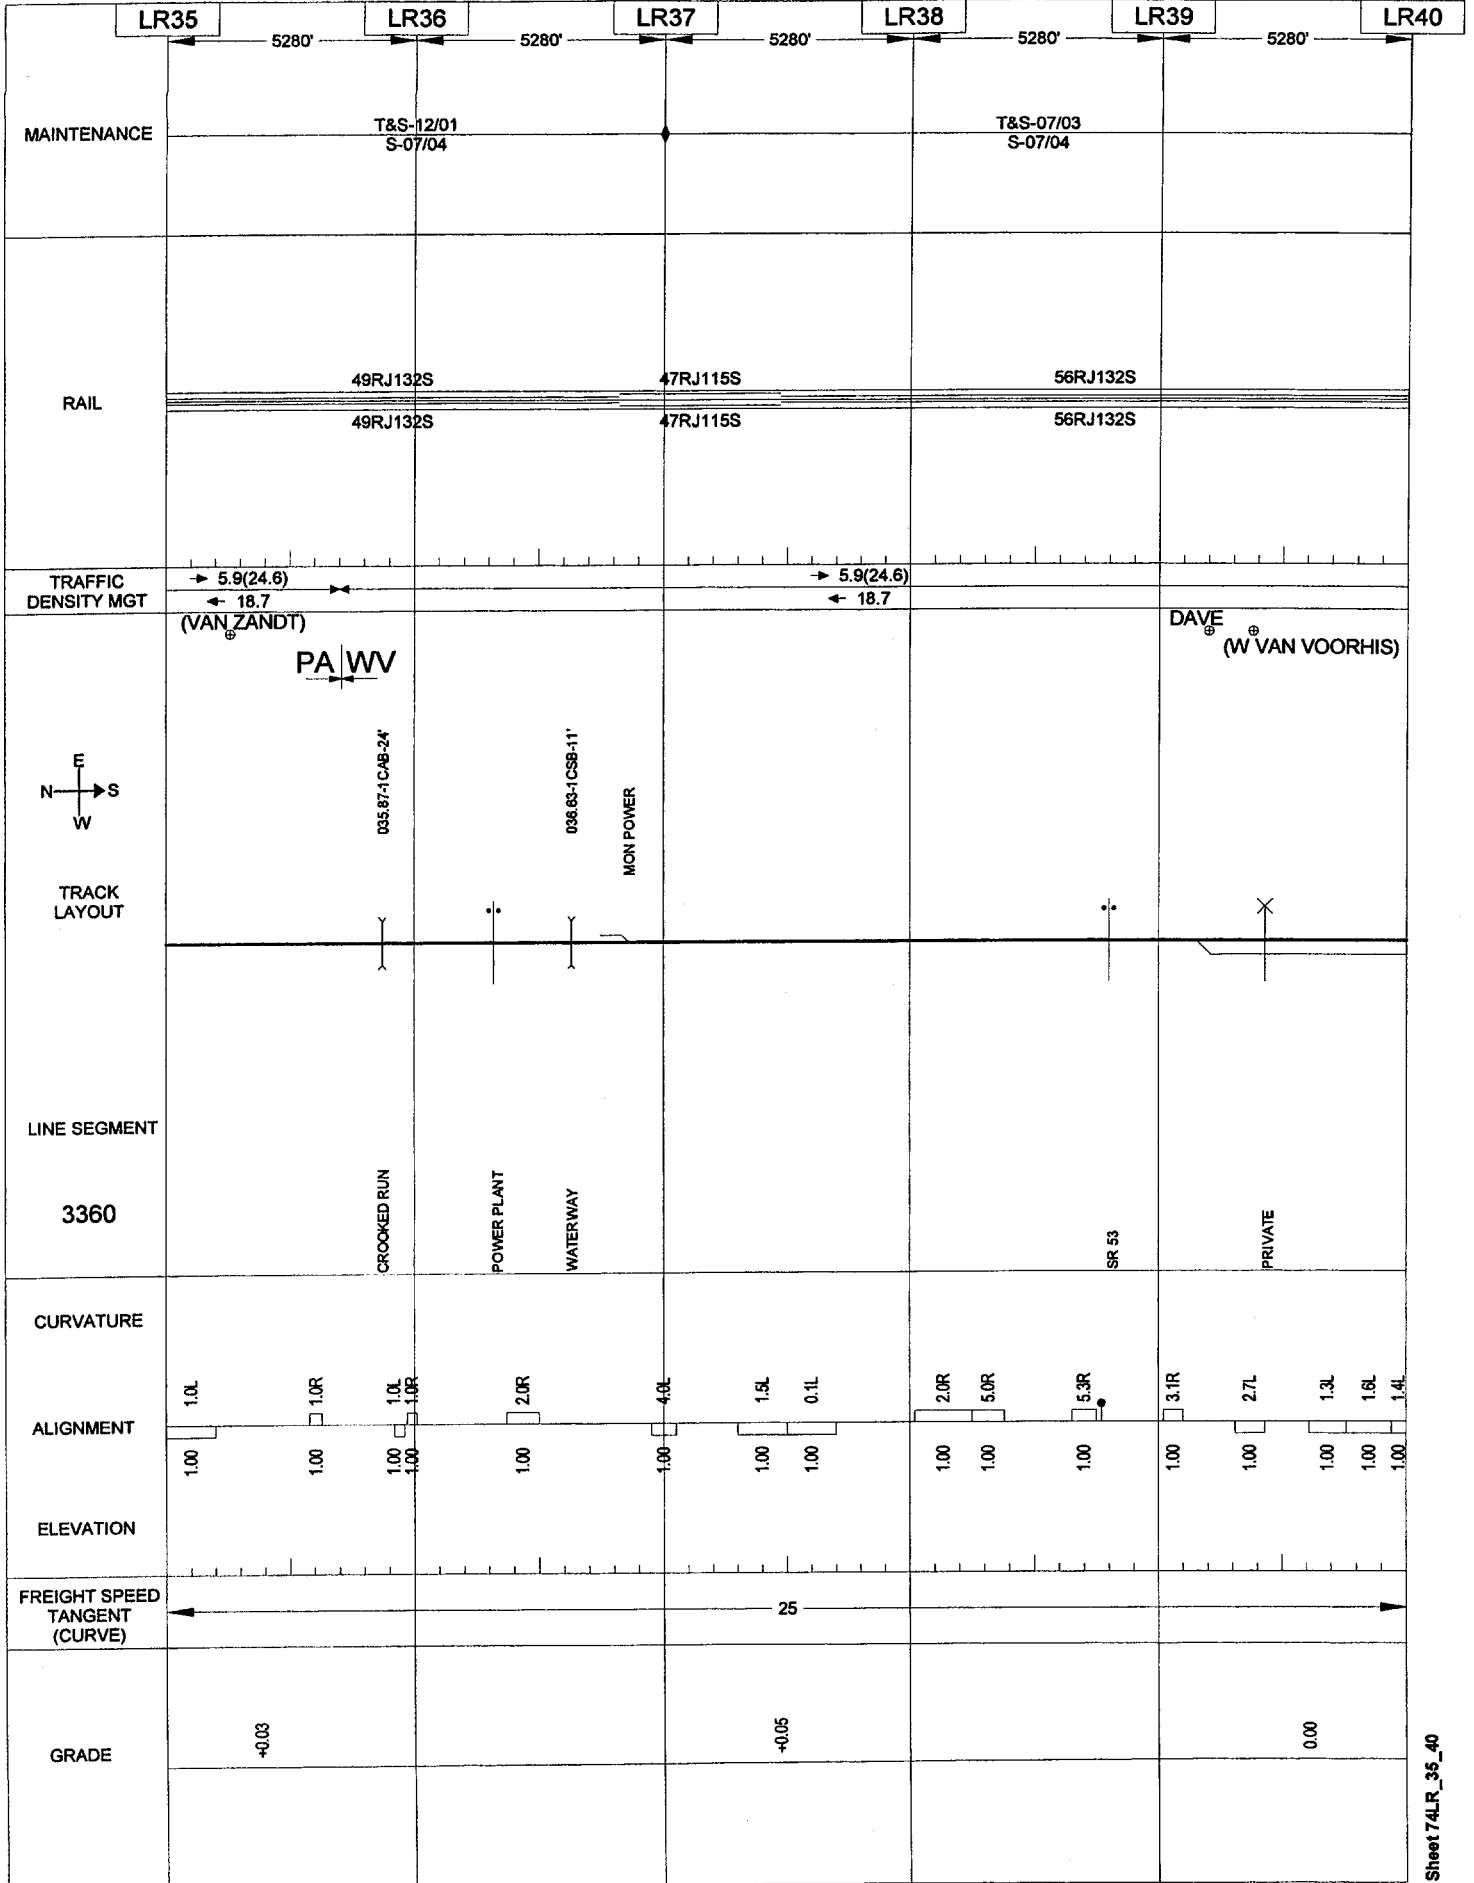 LR35 LR36 LR37 LR38 LR39 LR40
5280' 5280' 5280' 5280' 5280'
MAINTENANCE
T&S-12/01
S-07/04
T&S-07/03
S-07/04
RAIL
49RJ132S 47RJ115S 56RJ132S
49RJ132S 47RJ115S 56RJ132S
TRAFFIC
DENSITY MGT
5.9(24.6) 5.9(24.6)
18.7 18.7
(VAN ZANDT)
DAVE
(W VAN VOORHIS)
PA WV
E
N S
W
035.87-1 CAB-24'
036.63-1 CSB-11'
MON POWER
TRACK
LAYOUT
LINE SEGMENT
3360
CROOKED RUN
POWER PLANT
WATERWAY
SR 53
PRIVATE
CURVATURE
1.0L 1.0R 1.0L 1.0R 2.0R 4.0L 1.5L 0.1L 2.0R 5.0R 5.3R 3.1R 2.7L 1.3L 1.6L 1.4L
ALIGNMENT
1.00 1.00 1.00 1.00 1.00 1.00 1.00 1.00 1.00 1.00 1.00 1.00 1.00 1.00 1.00 1.00
ELEVATION
FREIGHT SPEED
TANGENT
(CURVE)
25
GRADE
+0.03 +0.05 0.00
Sheet 74LR_35_40